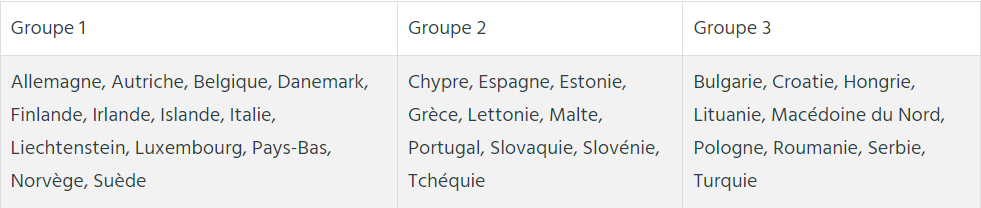 Groupe 1
Groupe 2
Groupe 3
Allemagne, Autriche, Belgique, Danemark,
Finlande, Irlande, Islande, Italie,
Liechtenstein, Luxembourg, Pays-Bas,
Norvège, Suède
Chypre, Espagne, Estonie,
Grèce, Lettonie, Malte,
Portugal, Slovaquie, Slovénie,
Tchéquie
Bulgarie, Croatie, Hongrie,
Lituanie, Macédoine du Nord,
Pologne, Roumanie, Serbie,
Turquie